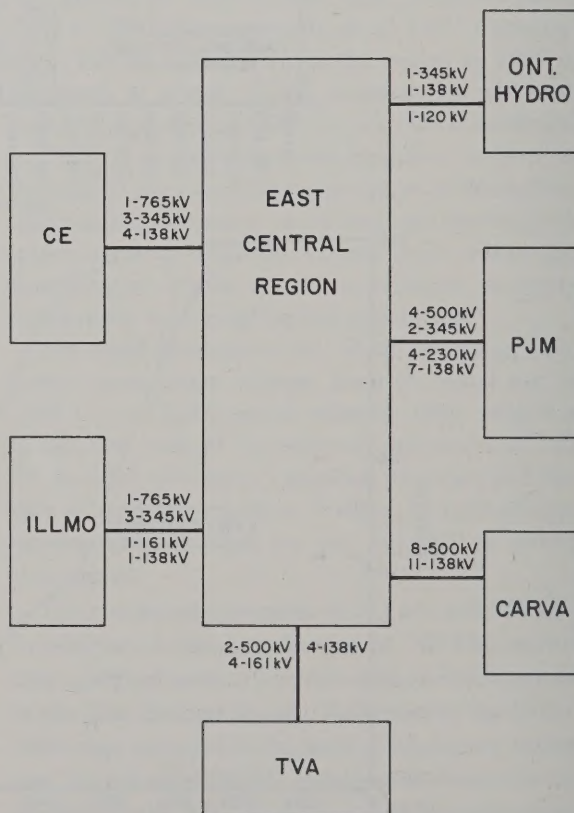 ONT.
HYDRO
1-345kV
1-138kV
1-120kV
EAST
CENTRAL
REGION
CE
1-765kV
3-345kV
4-138kV
4-500kV
2-345kV
4-230kV
7-138kV
PJM
ILLMO
1-765kV
3-345kV
1-161kV
1-138kV
8-500kV
11-138kV
CARVA
2-500kV
4-161kV
4-138kV
TVA